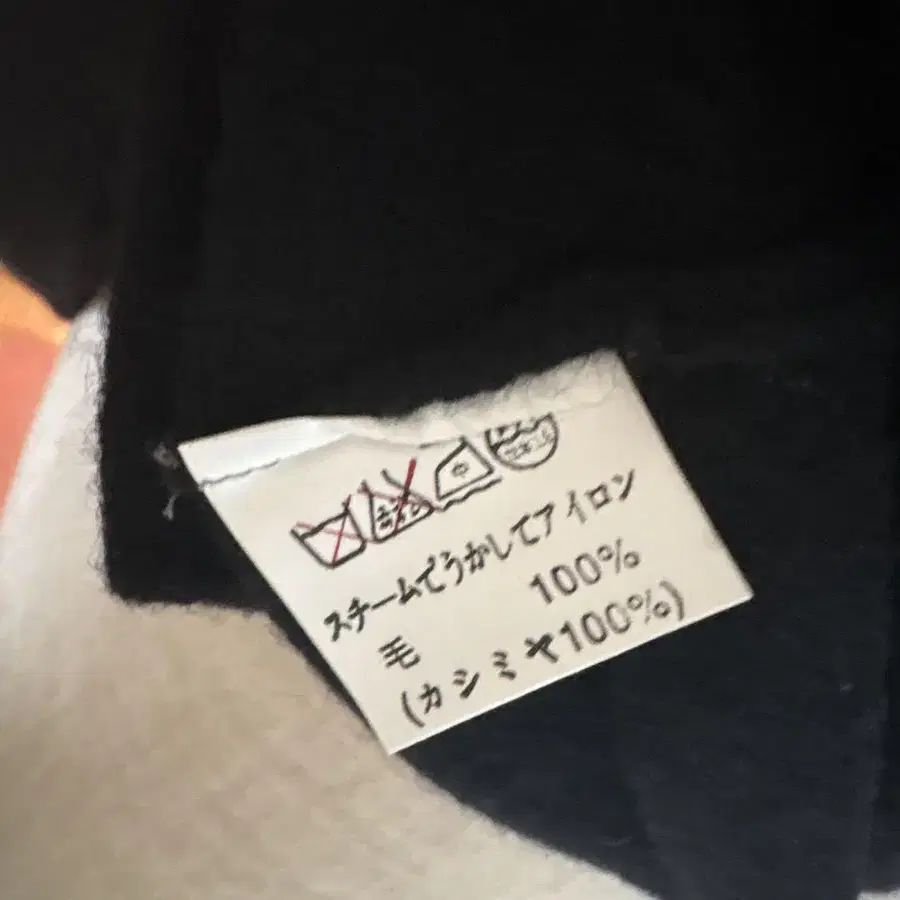 スチームでうかしてアイロン
毛 100%
(カシミヤ100%)